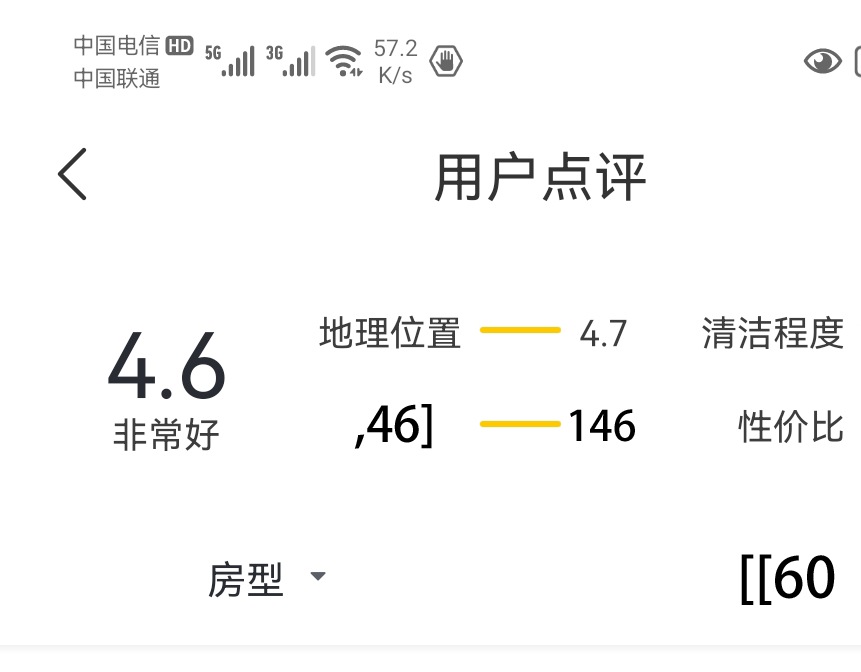 中国电信 HD 5G 3G 57.2
中国联通 K/s
用户点评
地理位置 4.7 清洁程度
4.6
,46] 146 性价比
非常好
房型 [[60